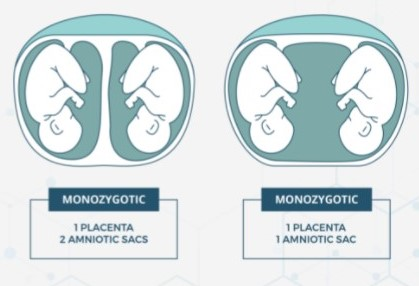 MONOZYGOTIC
1 PLACENTA
2 AMNIOTIC SACS
MONOZYGOTIC
1 PLACENTA
1 AMNIOTIC SAC